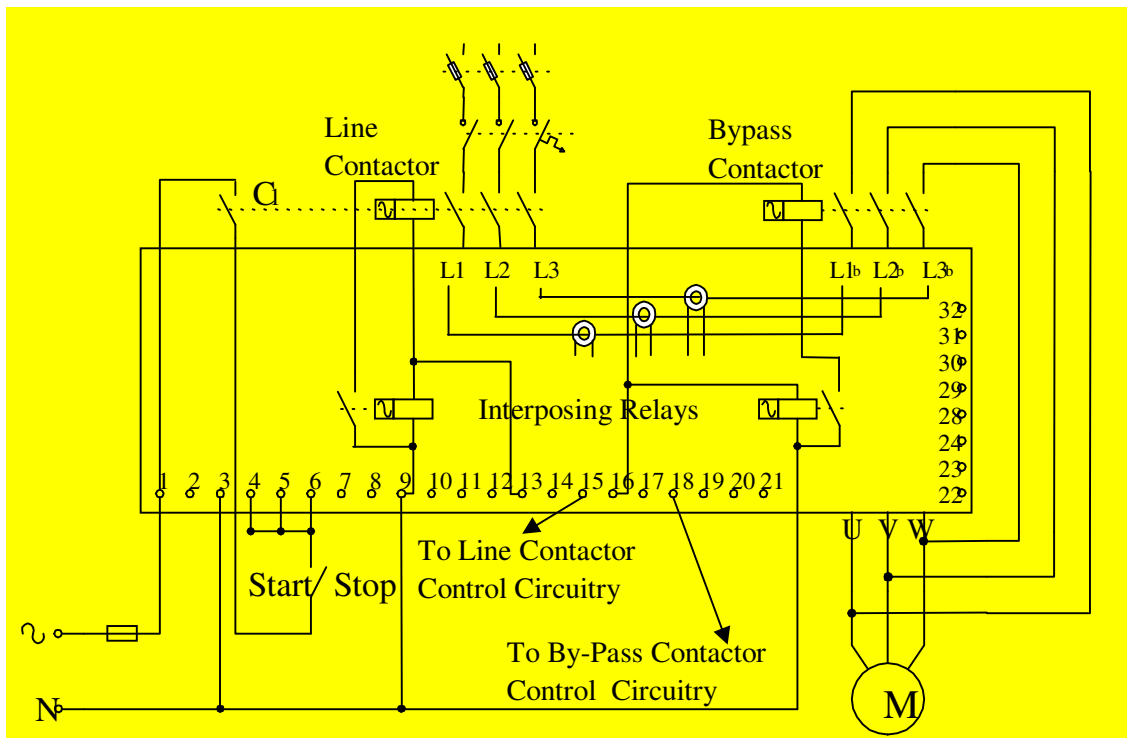 Line
Contactor
Bypass
Contactor
C1
L1 L2 L3
L1b L2b L3b
32
31
30
29
28
24
23
22
Interposing Relays
1 2 3 4 5 6 7 8 9 10 11 12 13 14 15 16 17 18 19 20 21
U V W
To Line Contactor
Control Circuitry
Start Stop
To By-Pass Contactor
Control Circuitry
N
M